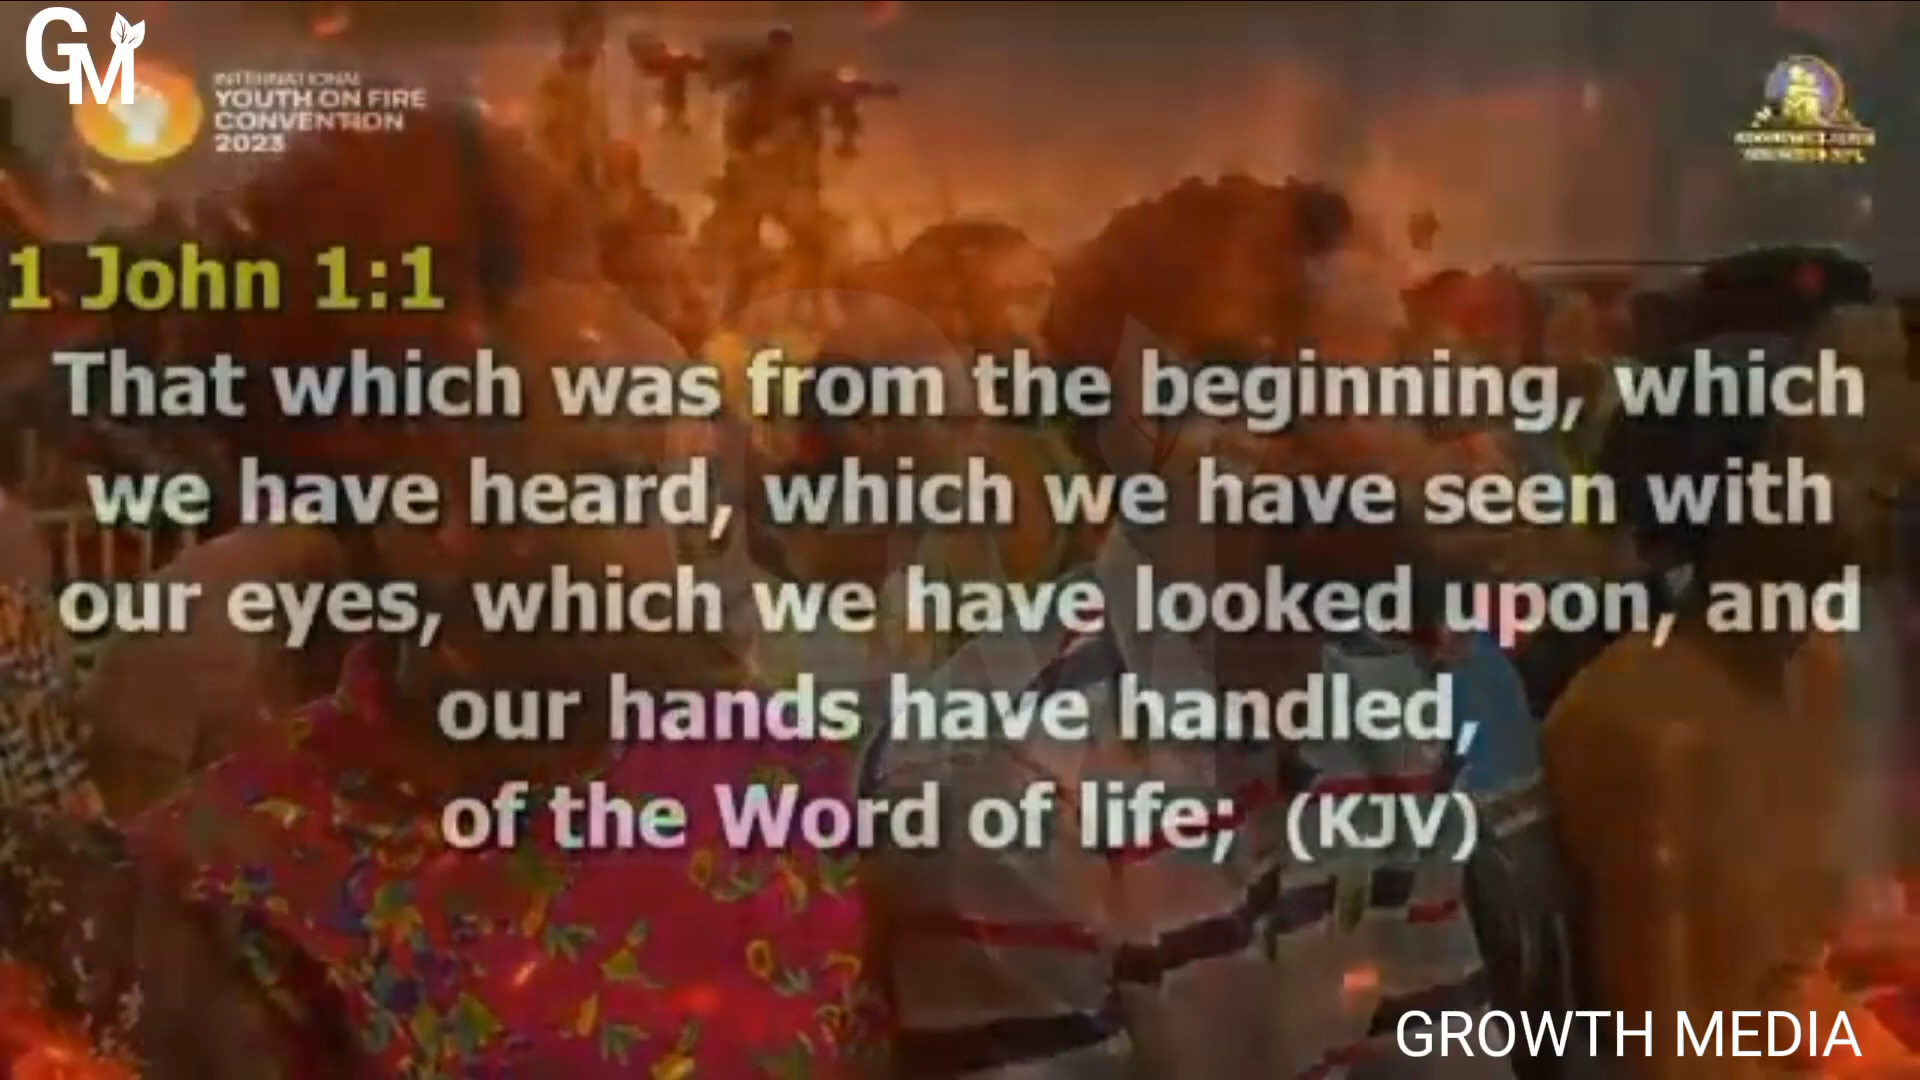 GM
INTERNATIONAL
YOUTH ON FIRE
CONVENTION
2023
1 John 1:1
That which was from the beginning, which
we have heard, which we have seen with
our eyes, which we have looked upon, and
our hands have handled,
of the Word of life; (KJV)
GROWTH MEDIA